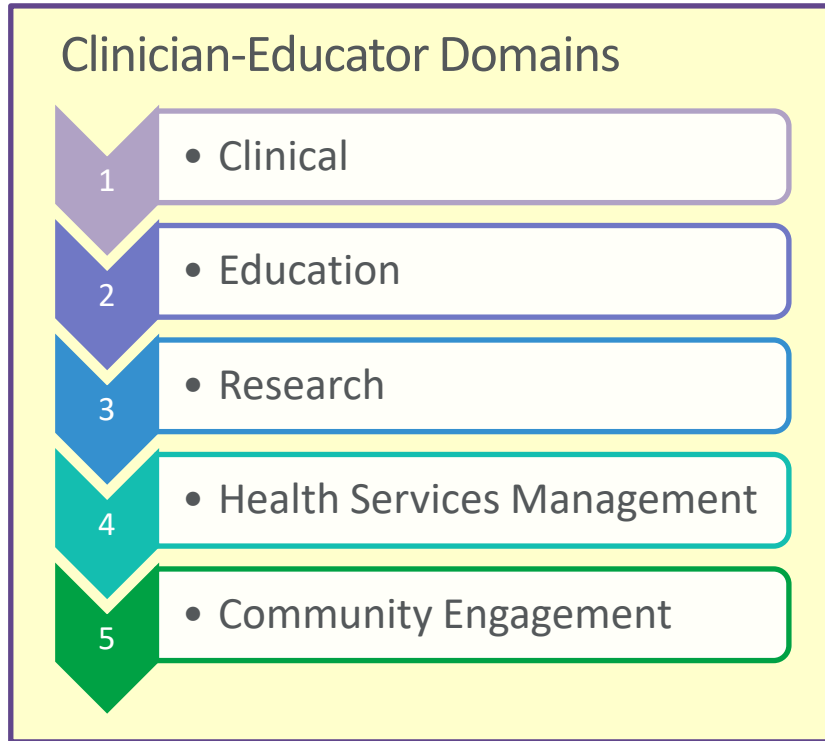 Clinician-Educator Domains
1
• Clinical
2
• Education
3
• Research
4
• Health Services Management
5
• Community Engagement